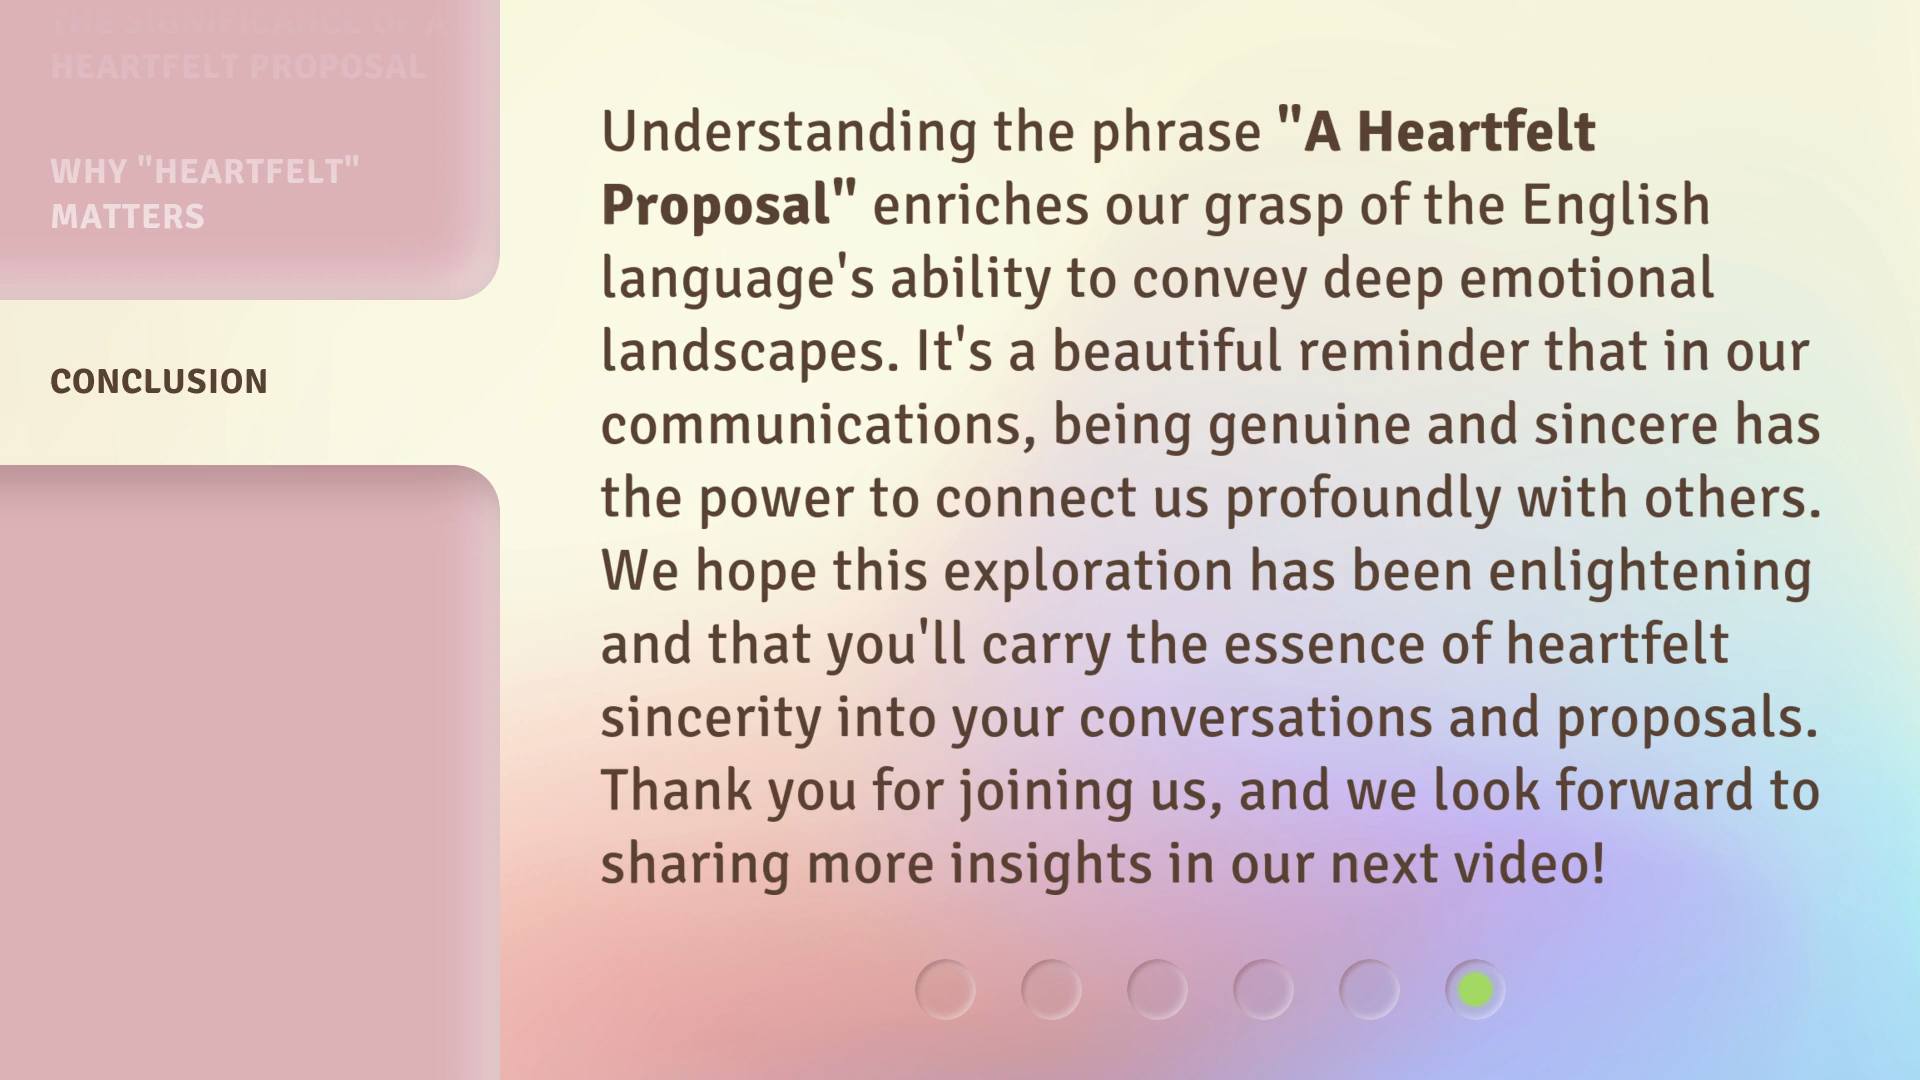 THE SIGNIFICANCE OF A
HEARTFELT PROPOSAL
WHY "HEARTFELT"
MATTERS
CONCLUSION
Understanding the phrase "A Heartfelt
Proposal" enriches our grasp of the English
language's ability to convey deep emotional
landscapes. It's a beautiful reminder that in our
communications, being genuine and sincere has
the power to connect us profoundly with others.
We hope this exploration has been enlightening
and that you'll carry the essence of heartfelt
sincerity into your conversations and proposals.
Thank you for joining us, and we look forward to
sharing more insights in our next video!